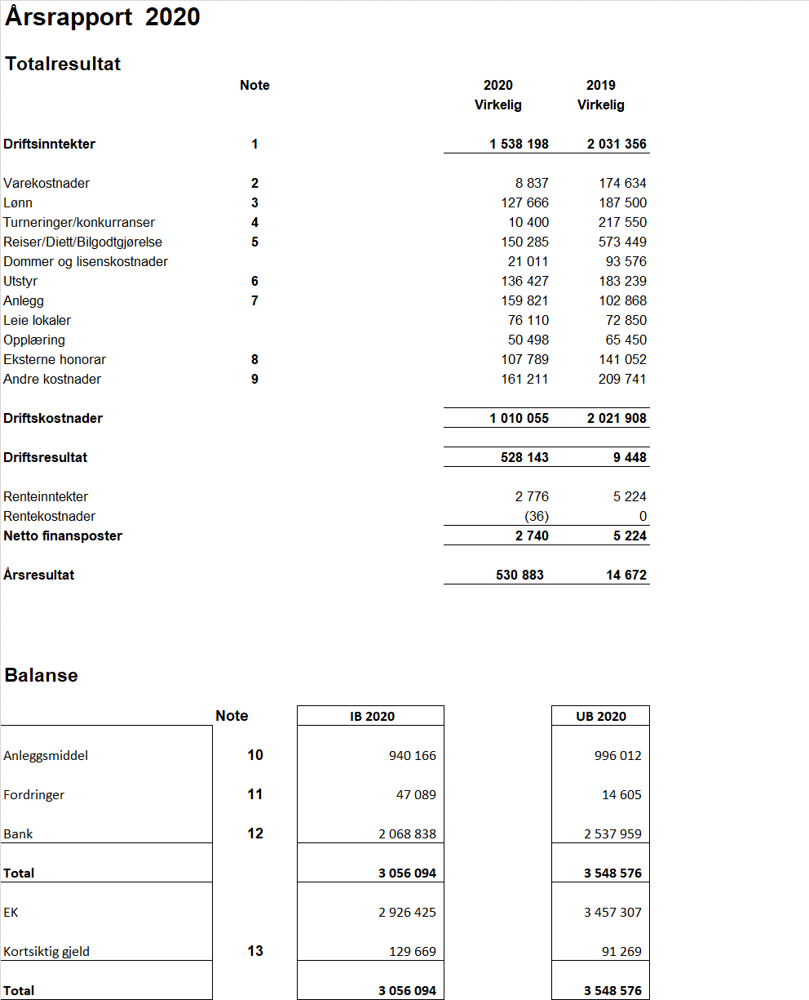 Årsrapport 2020
Totalresultat
Note 2020 2019
Virkelig Virkelig
Driftsinntekter 1 1 538 198 2 031 356
Varekostnader 2 8 837 174 634
Lønn 3 127 666 187 500
Turneringer/konkurranser 4 10 400 217 550
Reiser/Diett/Bilgodtgjørelse 5 150 285 573 449
Dommer og lisenskostnader 21 011 93 576
Utstyr 6 136 427 183 239
Anlegg 7 159 821 102 868
Leie lokaler 76 110 72 850
Opplæring 50 498 65 450
Eksterne honorar 8 107 789 141 052
Andre kostnader 9 161 211 209 741
Driftskostnader 1 010 055 2 021 908
Driftsresultat 528 143 9 448
Renteinntekter 2 776 5 224
Rentekostnader (36) 0
Netto finansposter 2 740 5 224
Årsresultat 530 883 14 672
Balanse
Note IB 2020 UB 2020
Anleggsmiddel 10 940 166 996 012
Fordringer 11 47 089 14 605
Bank 12 2 068 838 2 537 959
Total 3 056 094 3 548 576
EK 2 926 425 3 457 307
Kortsiktig gjeld 13 129 669 91 269
Total 3 056 094 3 548 576